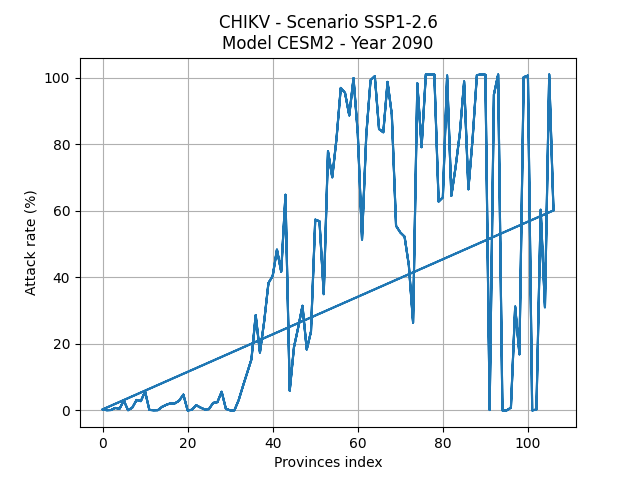 CHIKV - Scenario SSP1-2.6
Model CESM2 - Year 2090
100
80
60
40
20
0
Attack rate (%)
0 20 40 60 80 100
Provinces index